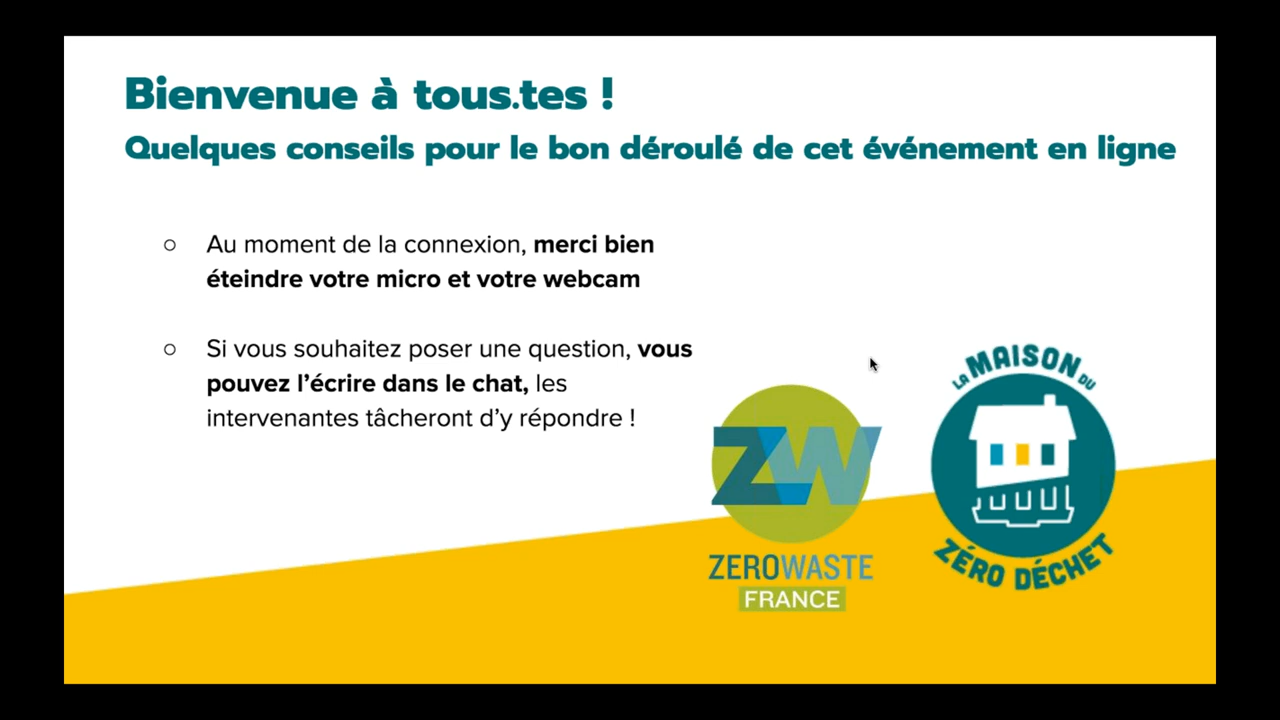 Bienvenue à tous.tes !
Quelques conseils pour le bon déroulé de cet événement en ligne
○ Au moment de la connexion, merci bien
éteindre votre micro et votre webcam
○ Si vous souhaitez poser une question, vous
pouvez l’écrire dans le chat, les
intervenantes tâcheront d’y répondre !
ZW
ZEROWASTE
FRANCE
LA MAISON DU
ZÉRO DÉCHET